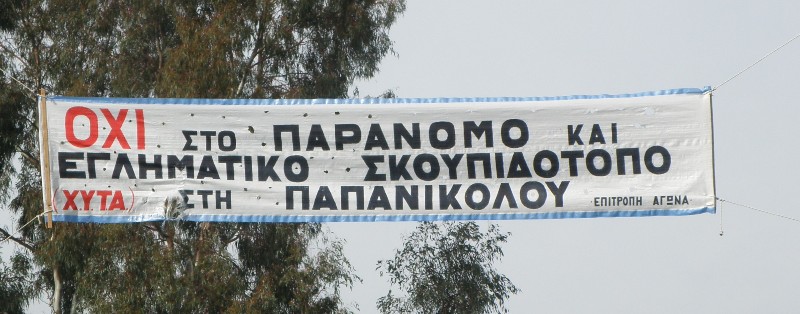 ΟΧΙ ΣΤΟ ΠΑΡΑΝΟΜΟ ΚΑΙ
ΕΓΛΗΜΑΤΙΚΟ ΣΚΟΥΠΙΔΟΤΟΠΟ
(ΧΥΤΑ) ΣΤΗ ΠΑΠΑΝΙΚΟΛΟΥ
ΕΠΙΤΡΟΠΗ ΑΓΩΝΑ